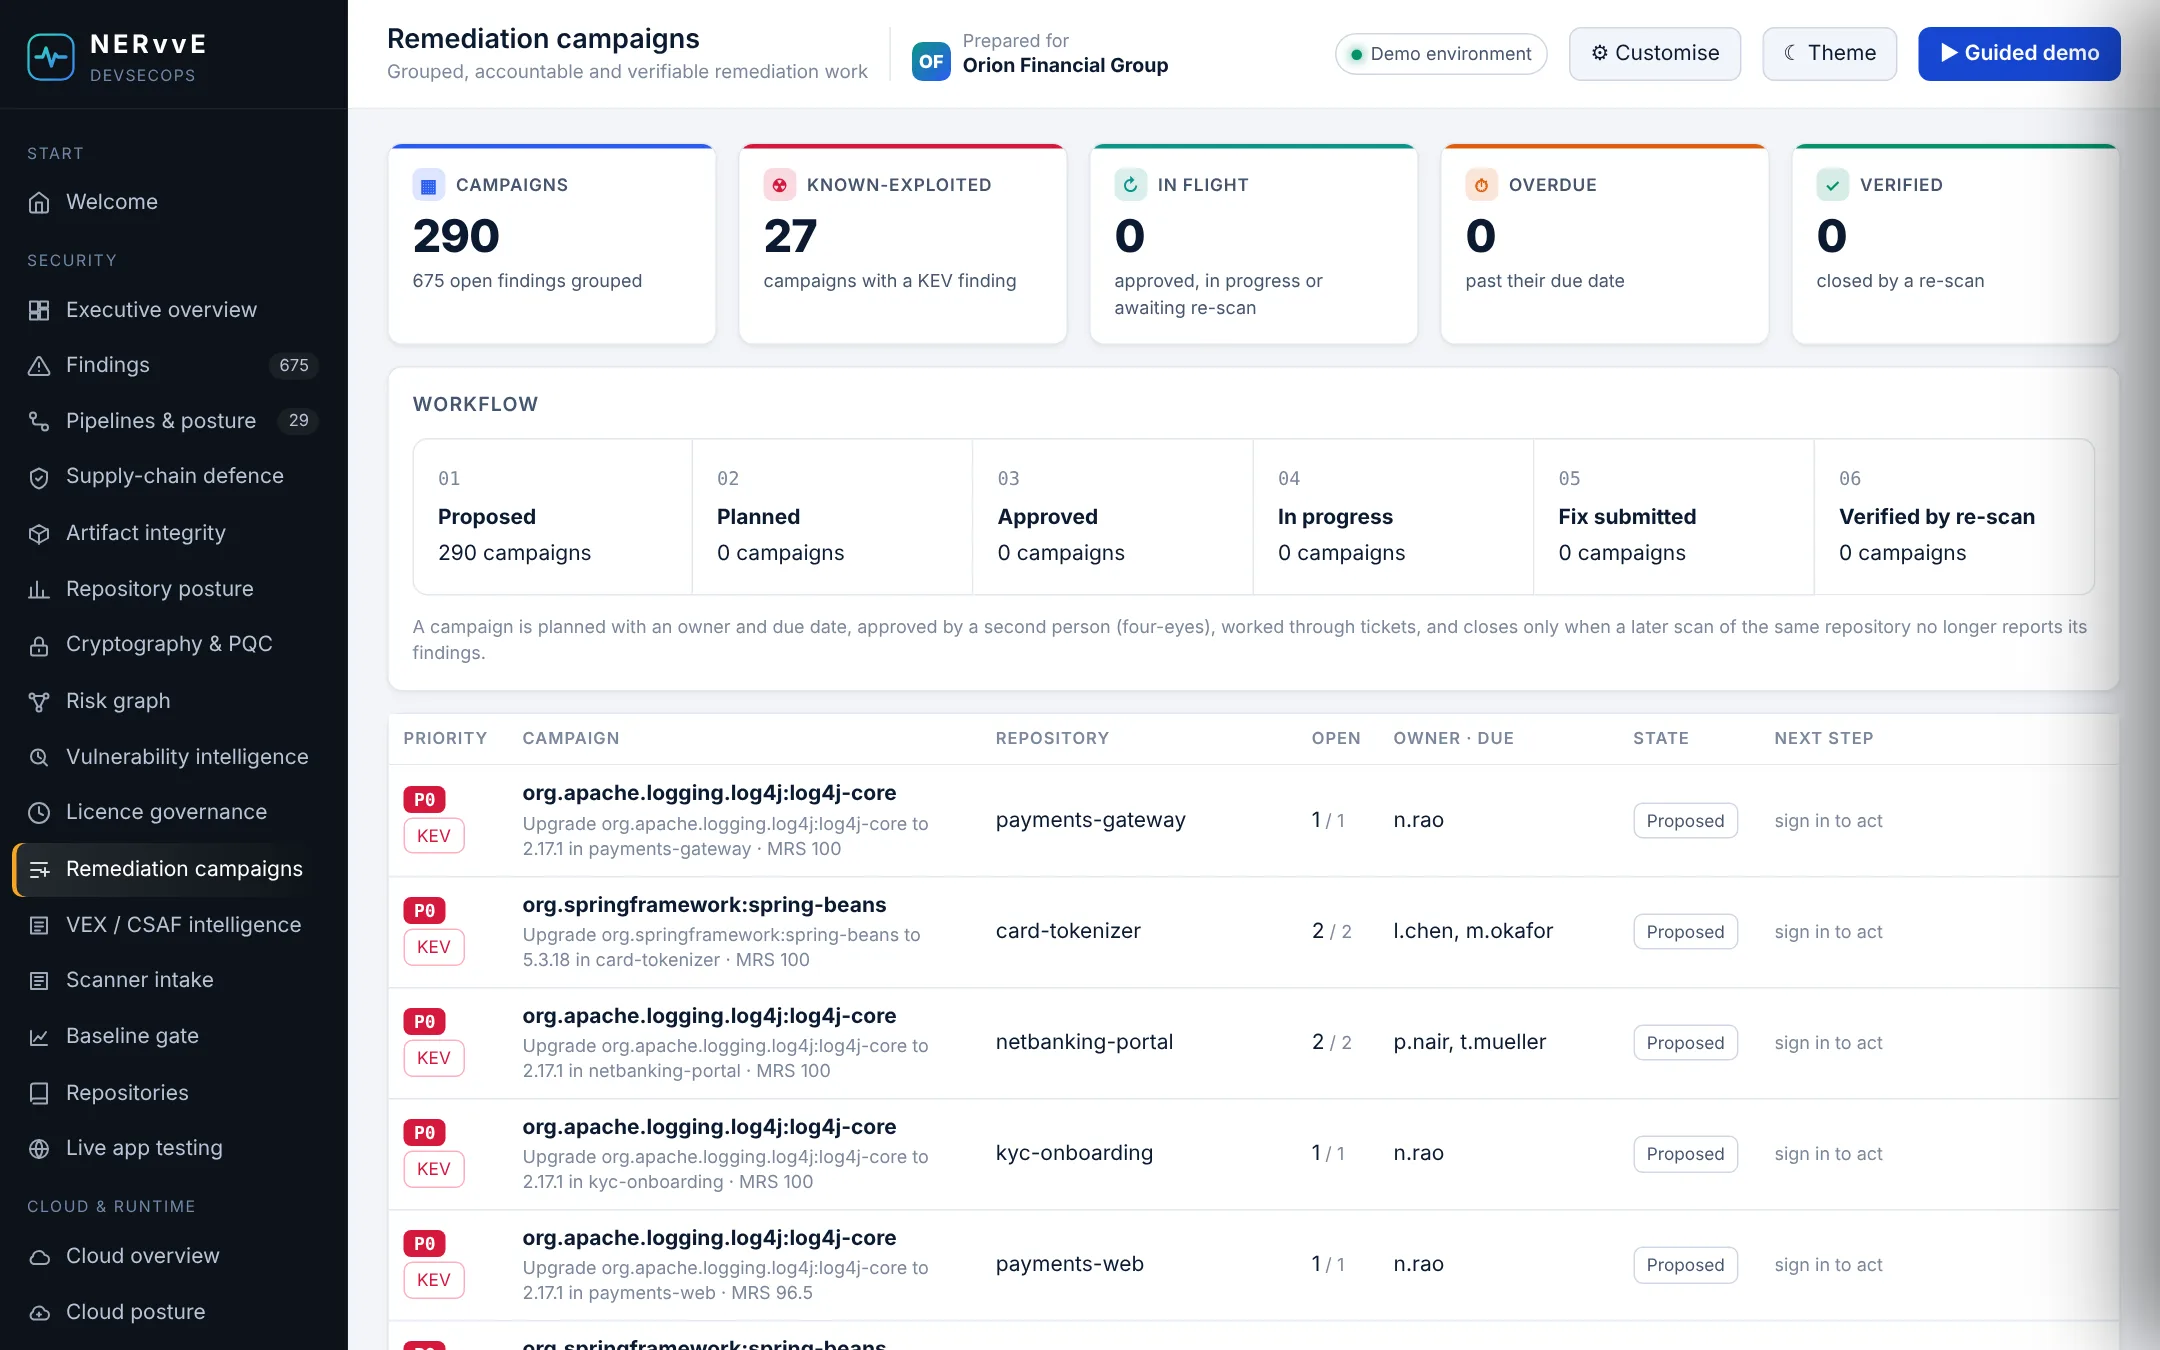 NERvvE
DEVSECOPS
START
Welcome
SECURITY
Executive overview
Findings 675
Pipelines & posture 29
Supply-chain defence
Artifact integrity
Repository posture
Cryptography & PQC
Risk graph
Vulnerability intelligence
Licence governance
Remediation campaigns
VEX / CSAF intelligence
Scanner intake
Baseline gate
Repositories
Live app testing
CLOUD & RUNTIME
Cloud overview
Cloud posture
Remediation campaigns
Grouped, accountable and verifiable remediation work
OF
Prepared for
Orion Financial Group
Demo environment
Customise
Theme
Guided demo
CAMPAIGNS
290
675 open findings grouped
KNOWN-EXPLOITED
27
campaigns with a KEV finding
IN FLIGHT
0
approved, in progress or
awaiting re-scan
OVERDUE
0
past their due date
VERIFIED
0
closed by a re-scan
WORKFLOW
01
Proposed
290 campaigns
02
Planned
0 campaigns
03
Approved
0 campaigns
04
In progress
0 campaigns
05
Fix submitted
0 campaigns
06
Verified by re-scan
0 campaigns
A campaign is planned with an owner and due date, approved by a second person (four-eyes), worked through tickets, and closes only when a later scan of the same repository no longer reports its
findings.
PRIORITY CAMPAIGN REPOSITORY OPEN OWNER · DUE STATE NEXT STEP
P0
KEV
org.apache.logging.log4j:log4j-core
Upgrade org.apache.logging.log4j:log4j-core to
2.17.1 in payments-gateway · MRS 100
payments-gateway
1 / 1
n.rao
Proposed
sign in to act
P0
KEV
org.springframework:spring-beans
Upgrade org.springframework:spring-beans to
5.3.18 in card-tokenizer · MRS 100
card-tokenizer
2 / 2
l.chen, m.okafor
Proposed
sign in to act
P0
KEV
org.apache.logging.log4j:log4j-core
Upgrade org.apache.logging.log4j:log4j-core to
2.17.1 in netbanking-portal · MRS 100
netbanking-portal
2 / 2
p.nair, t.mueller
Proposed
sign in to act
P0
KEV
org.apache.logging.log4j:log4j-core
Upgrade org.apache.logging.log4j:log4j-core to
2.17.1 in kyc-onboarding · MRS 100
kyc-onboarding
1 / 1
n.rao
Proposed
sign in to act
P0
KEV
org.apache.logging.log4j:log4j-core
Upgrade org.apache.logging.log4j:log4j-core to
2.17.1 in payments-web · MRS 96.5
payments-web
1 / 1
n.rao
Proposed
sign in to act
P0
org.springframework:spring-beans